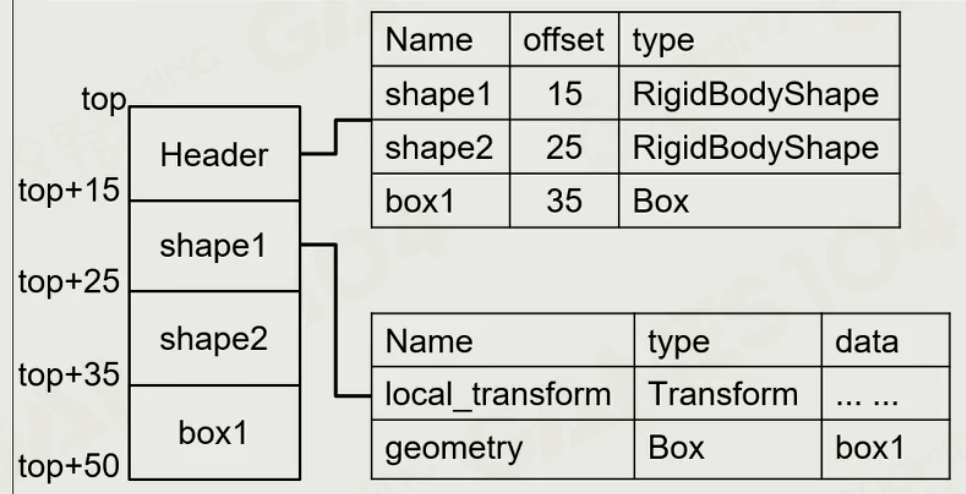 Name offset type
shape1 15 RigidBodyShape
shape2 25 RigidBodyShape
box1 35 Box
top
Header
top+15
shape1
top+25
shape2
top+35
box1
top+50
Name type data
local_transform Transform ... ...
geometry Box box1